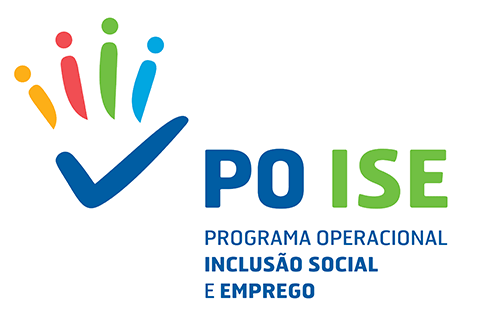 PO ISE
PROGRAMA OPERACIONAL
INCLUSÃO SOCIAL
E EMPREGO